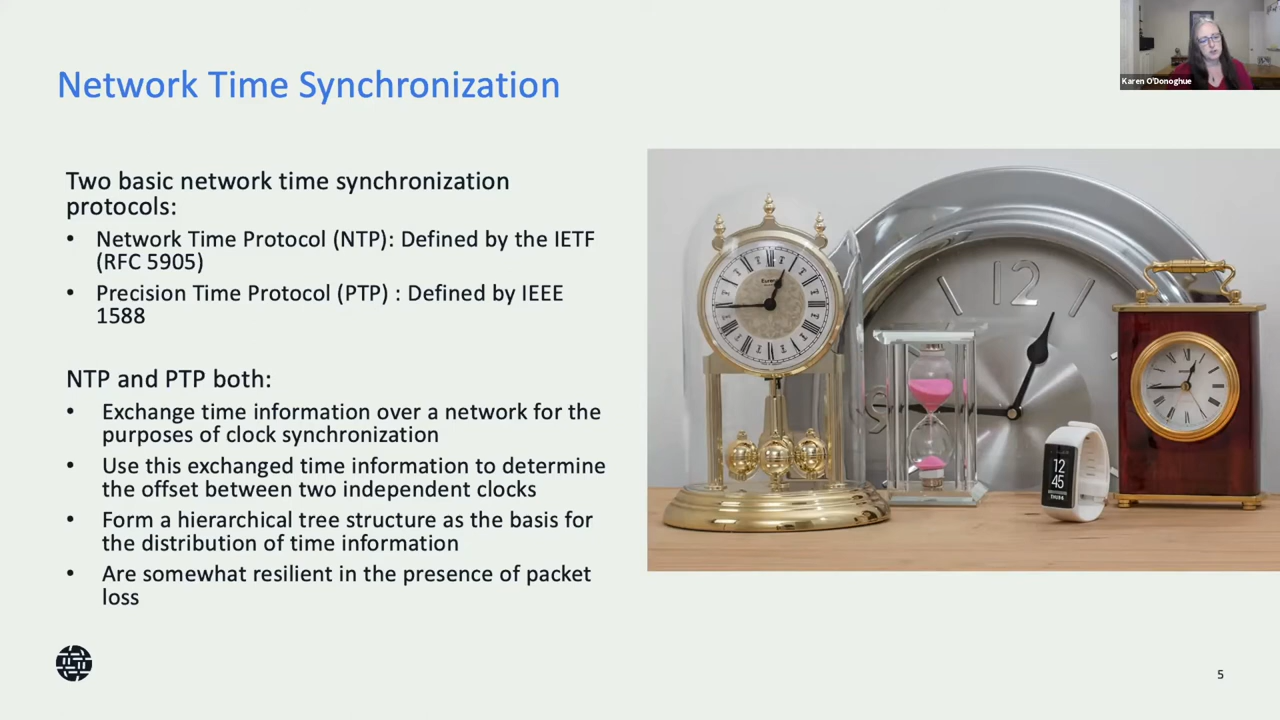 Karen O'Donoghue
Network Time Synchronization
Two basic network time synchronization
protocols:
• Network Time Protocol (NTP): Defined by the IETF
(RFC 5905)
• Precision Time Protocol (PTP) : Defined by IEEE
1588
NTP and PTP both:
• Exchange time information over a network for the
purposes of clock synchronization
• Use this exchanged time information to determine
the offset between two independent clocks
• Form a hierarchical tree structure as the basis for
the distribution of time information
• Are somewhat resilient in the presence of packet
loss
12
9
12
45
5